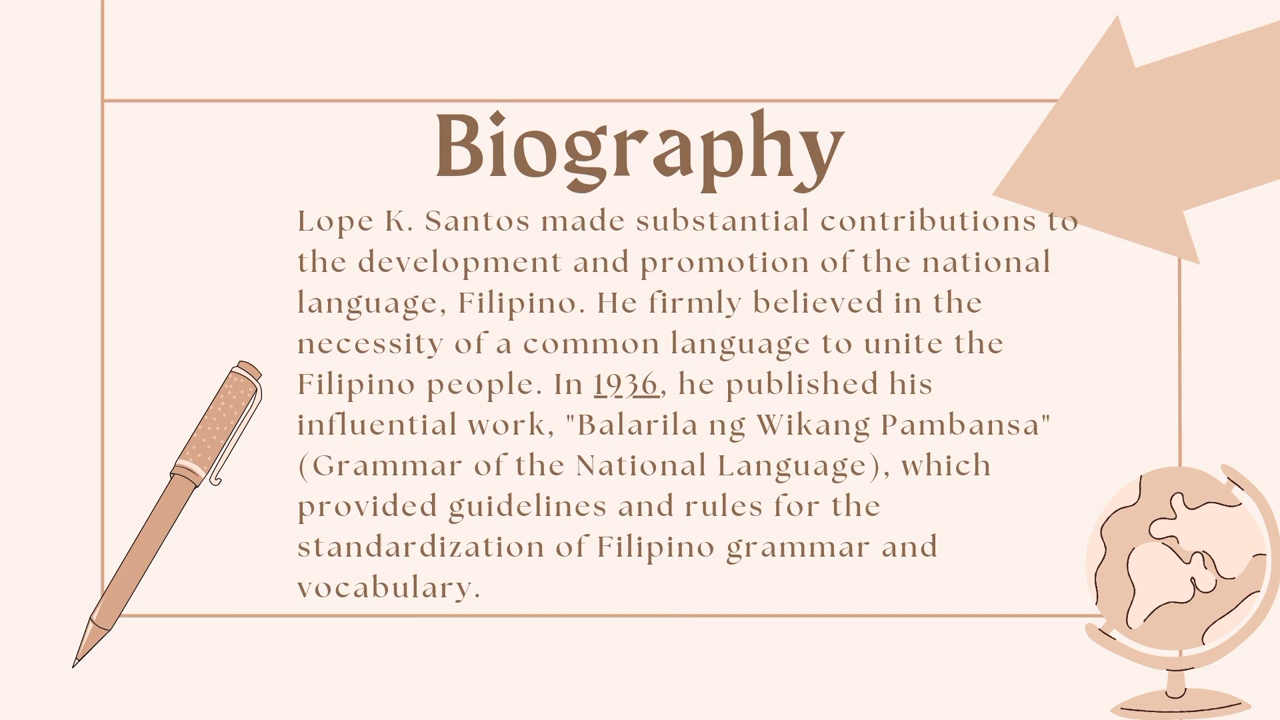 Biography
Lope K. Santos made substantial contributions to
the development and promotion of the national
language, Filipino. He firmly believed in the
necessity of a common language to unite the
Filipino people. In 1936, he published his
influential work, "Balarila ng Wikang Pambansa"
(Grammar of the National Language), which
provided guidelines and rules for the
standardization of Filipino grammar and
vocabulary.